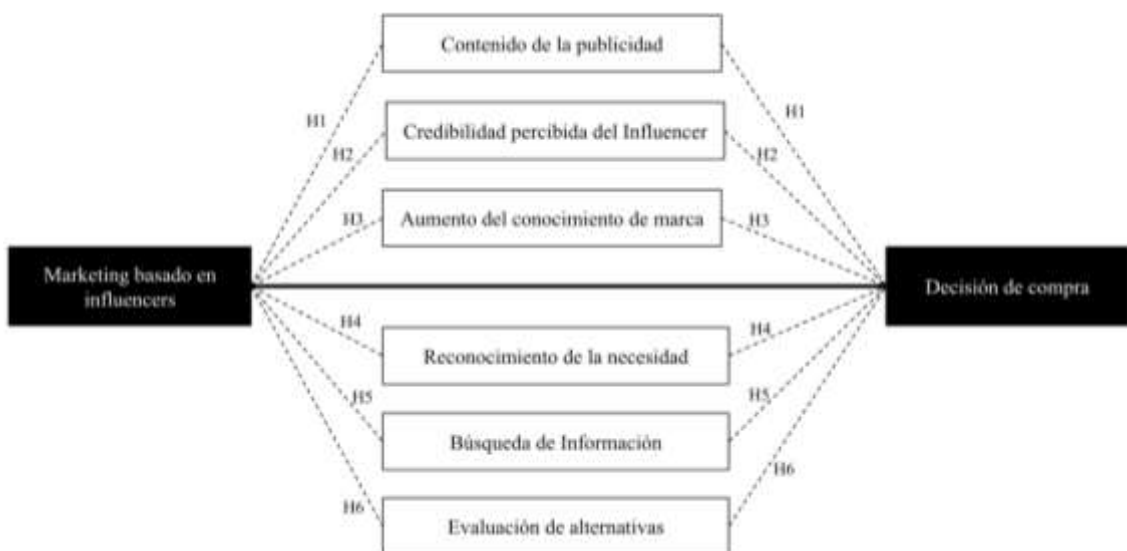 Contenido de la publicidad
H1
H1
Credibilidad percibida del Influencer
H2
H2
Aumento del conocimiento de marca
H3
H3
Marketing basado en
influencers
Decisión de compra
H4
H4
Reconocimiento de la necesidad
H5
H5
Búsqueda de Información
H6
H6
Evaluación de alternativas